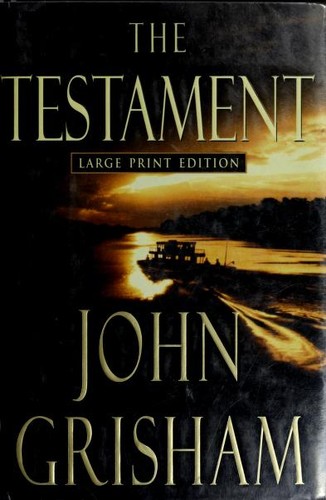 THE
TESTAMENT
LARGE PRINT EDITION
JOHN
GRISHAM